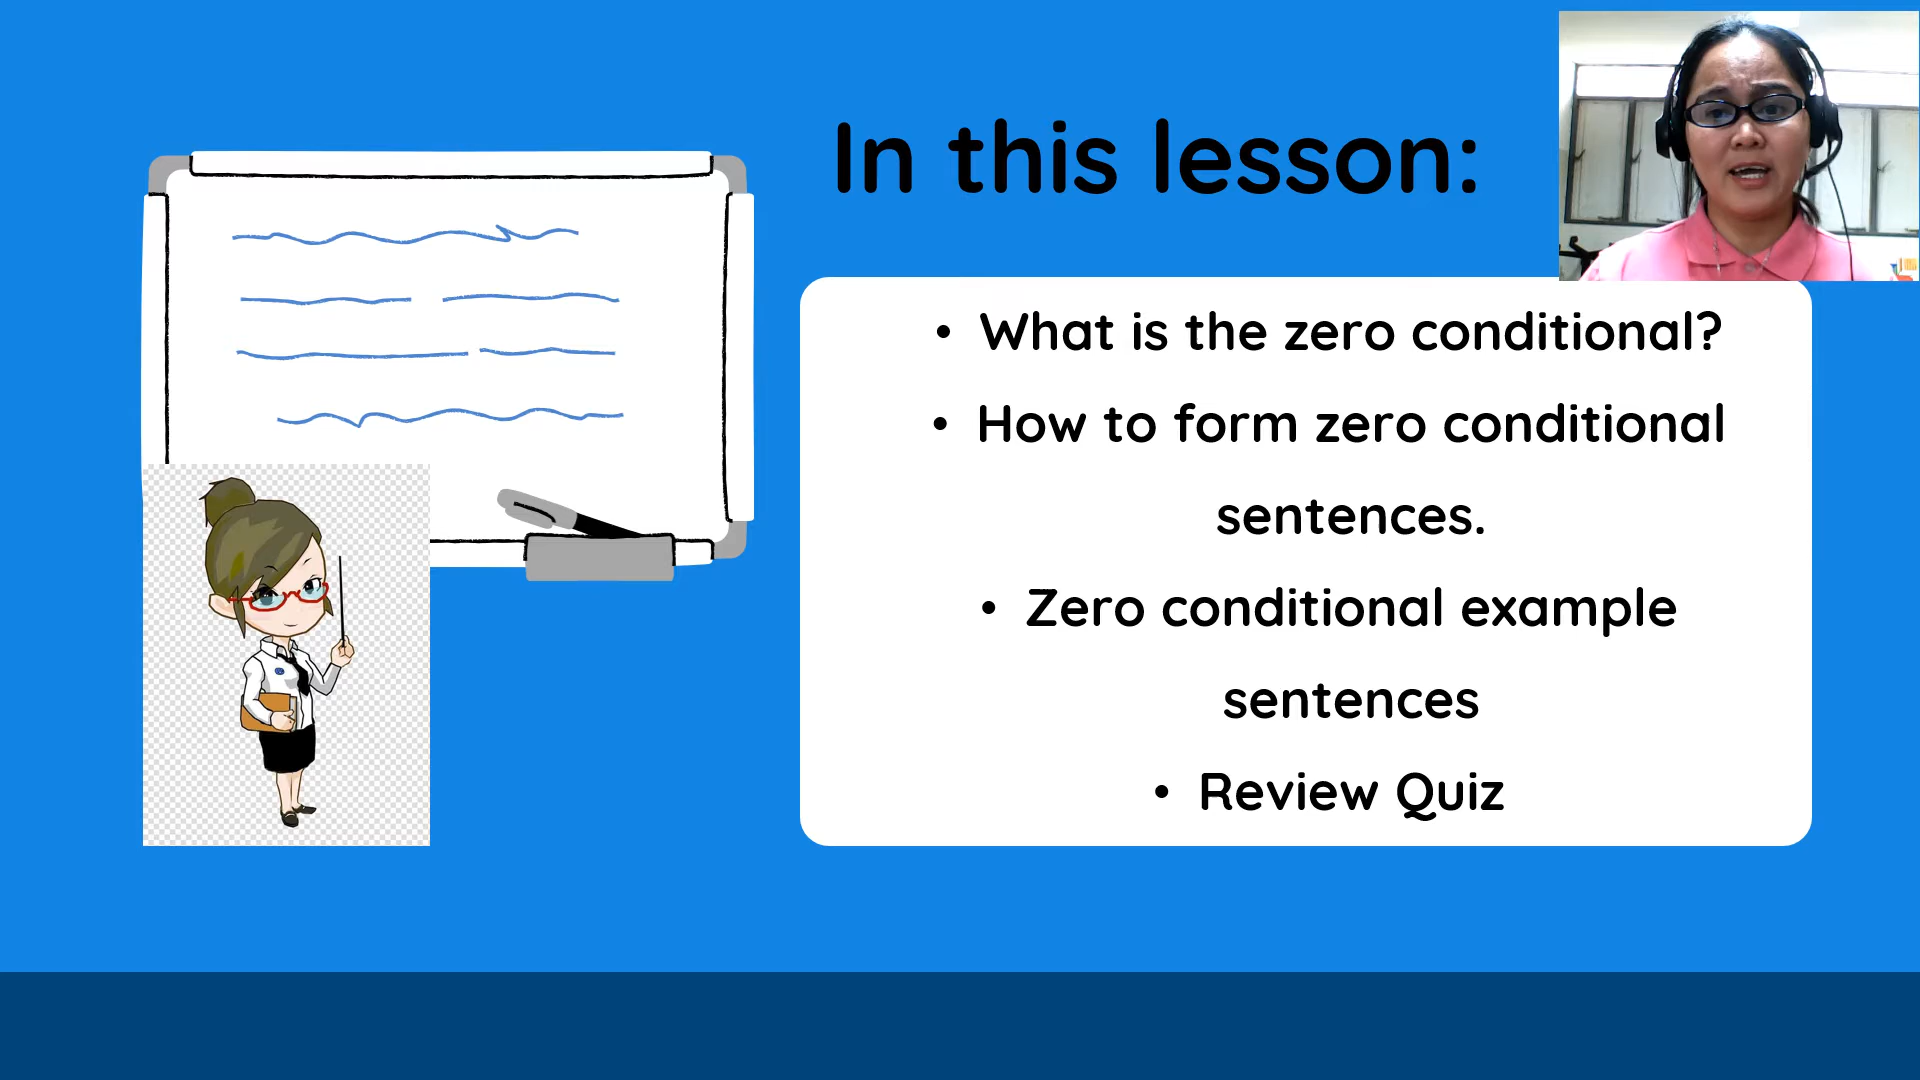 In this lesson:
• What is the zero conditional?
• How to form zero conditional
sentences.
• Zero conditional example
sentences
• Review Quiz